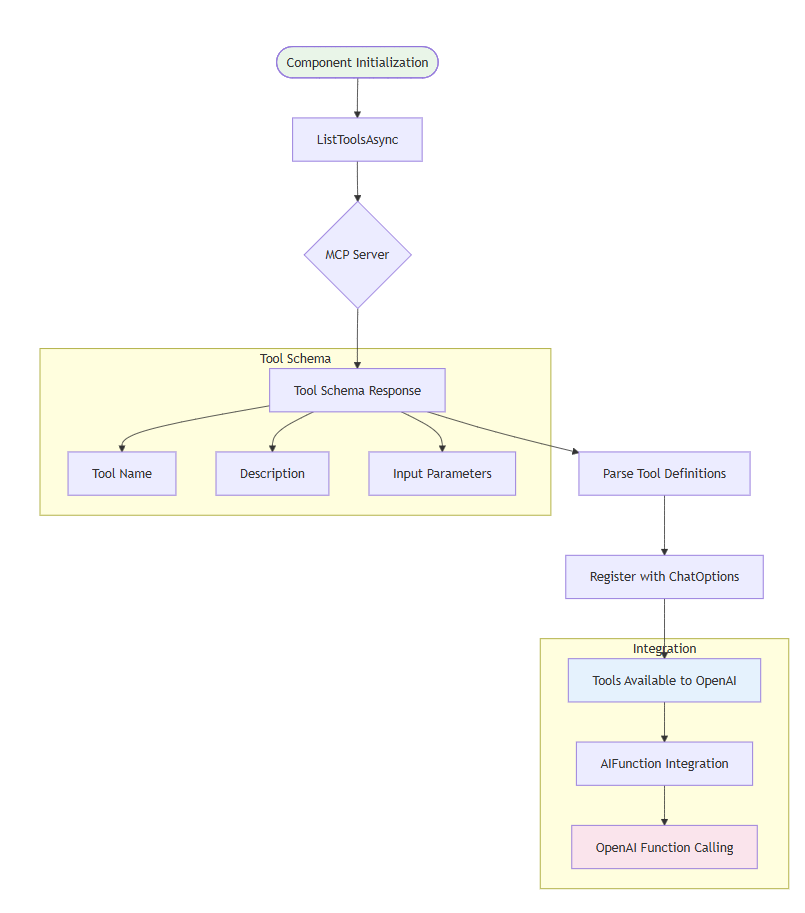 Component Initialization
ListToolsAsync
MCP Server
Tool Schema
Tool Schema Response
Tool Name
Description
Input Parameters
Parse Tool Definitions
Register with ChatOptions
Integration
Tools Available to OpenAI
AIFunction Integration
OpenAI Function Calling